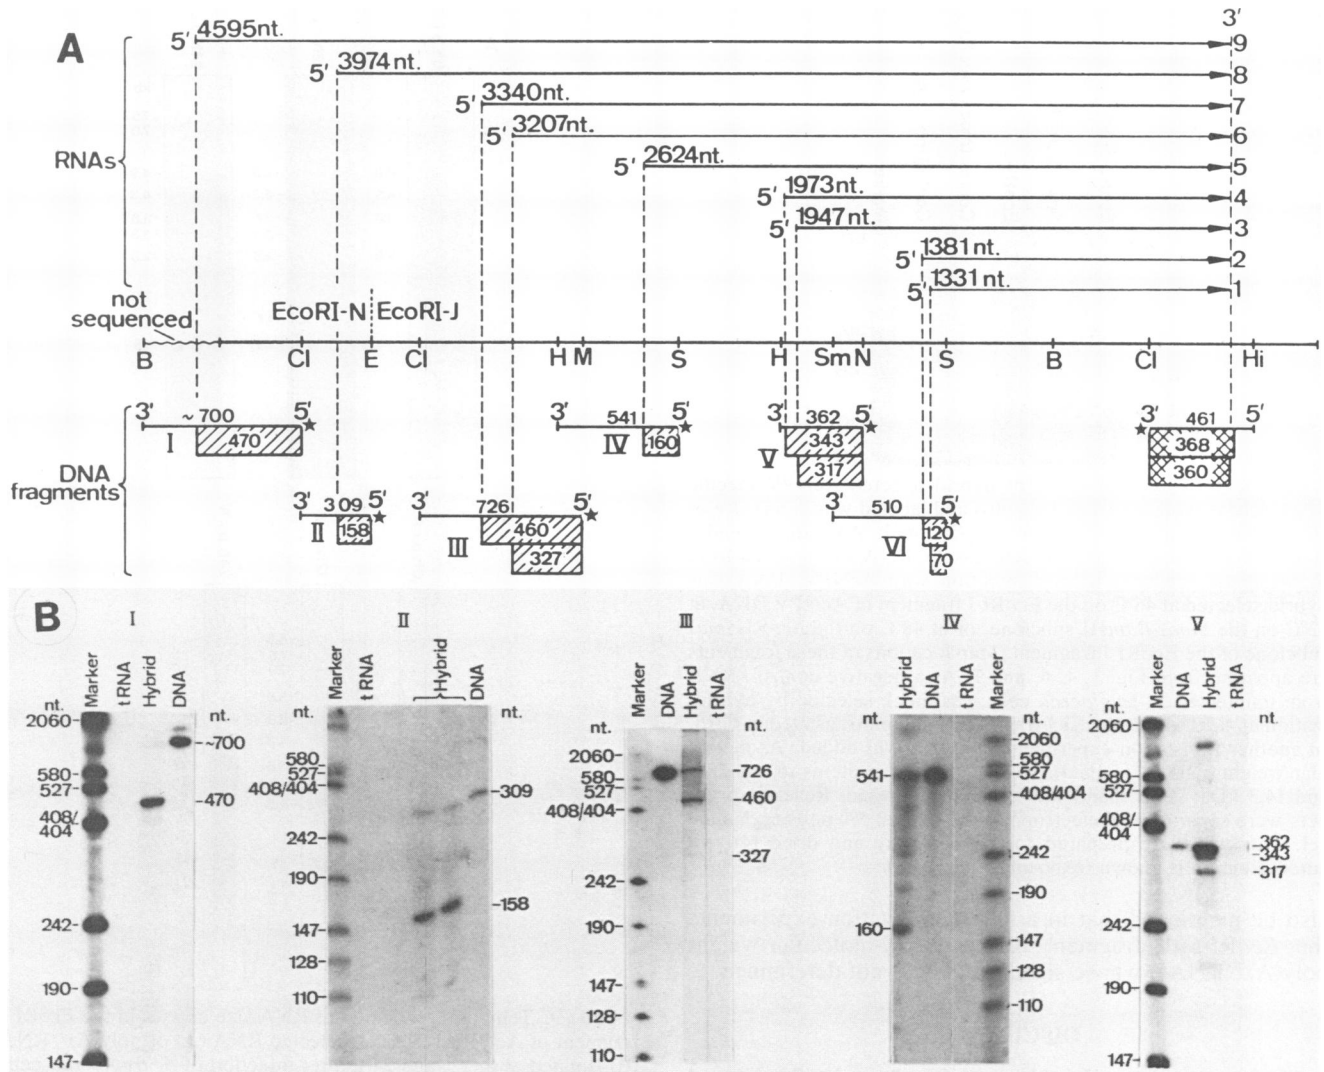 A
3'
5' 4595nt. 9
5' 3974nt. 8
5' 3340nt. 7
5' 3207nt. 6
RNAs
5' 2624nt. 5
5' 1973nt. 4
5' 1947nt. 3
5' 1381nt. 2
5' 1331nt. 1
not sequenced
EcoRI-N EcoRI-J
B Cl E Cl H M S H Sm N S B Cl Hi
DNA fragments
3' ~700 5' ★
I 470
3' 541 5' ★
IV 160
3' 362 5' ★
V 343
317
3' 461 5'
★ 368
360
3' 309 5' ★
II 158
3' 726 5' ★
III 460
327
3' 510 5' ★
VI 120
70
B
I
Marker tRNA Hybrid DNA
nt. nt.
2060-
-~700
580-
527-
-470
408/404-
242-
190-
147-
II
Marker tRNA Hybrid DNA
nt. nt.
580
527-
408/404-
-309
242-
190-
-158
147-
128-
110-
III
Marker DNA Hybrid tRNA
nt. nt.
2060-
580-
527-
408/404-
-726
-460
-327
242-
190-
147-
128-
110-
IV
Hybrid DNA tRNA Marker
nt. nt.
541-
160-
-2060
580
-527
-408/404
-242
-190
-147
-128
-110
V
Marker DNA Hybrid tRNA
nt. nt.
2060-
580-
527-
408/404-
-362
-343
-317
242-
190-
147-